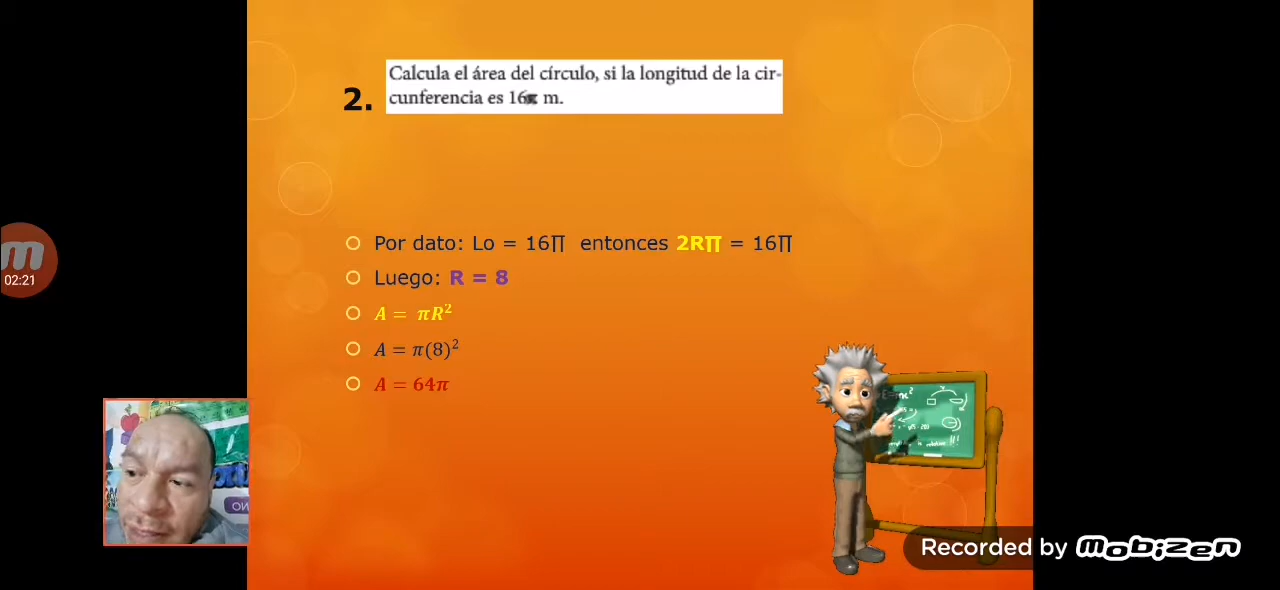 Calcula el área del círculo, si la longitud de la cir-
2. cunferencia es 16π m.
Por dato: Lo = 16∏ entonces 2R∏ = 16∏
Luego: R = 8
A = πR²
A = π(8)²
A = 64π
02:21
Recorded by mobizen